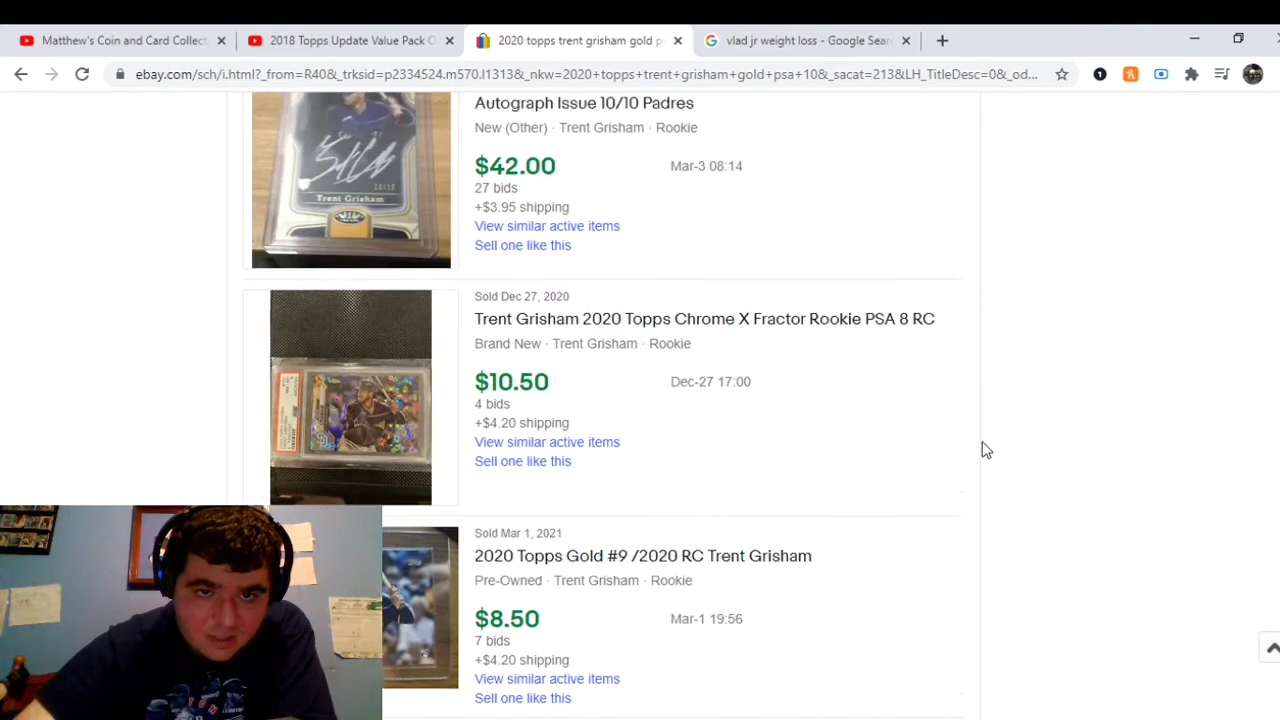 Matthew's Coin and Card Collect
2018 Topps Update Value Pack O
2020 topps trent grisham gold ps
vlad jr weight loss - Google Sear
ebay.com/sch/i.html?_from=R40&_trksid=p2334524.m570.l1313&_nkw=2020+topps+trent+grisham+gold+psa+10&_sacat=213&LH_TitleDesc=0&_od...
Autograph Issue 10/10 Padres
New (Other) · Trent Grisham · Rookie
$42.00
Mar-3 08:14
27 bids
+$3.95 shipping
View similar active items
Sell one like this
10/10
Trent Grisham
Sold Dec 27, 2020
Trent Grisham 2020 Topps Chrome X Fractor Rookie PSA 8 RC
Brand New · Trent Grisham · Rookie
$10.50
Dec-27 17:00
4 bids
+$4.20 shipping
View similar active items
Sell one like this
Sold Mar 1, 2021
2020 Topps Gold #9 /2020 RC Trent Grisham
Pre-Owned · Trent Grisham · Rookie
$8.50
Mar-1 19:56
7 bids
+$4.20 shipping
View similar active items
Sell one like this